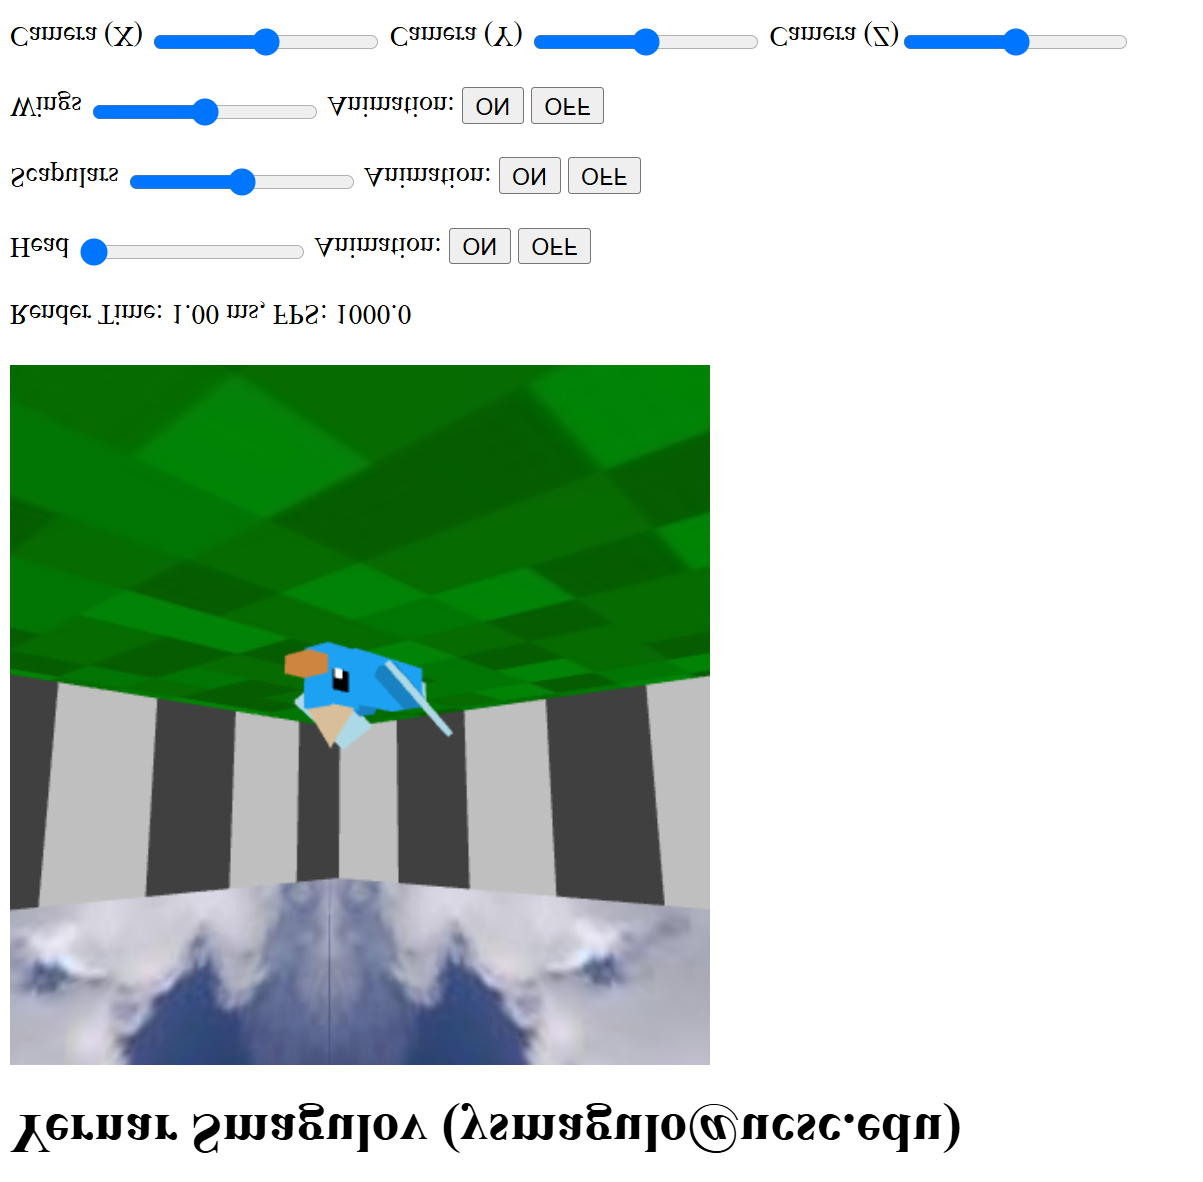 Yernar Smagulov (ysmagulo@ucsc.edu)
Render Time: 1.00 ms, FPS: 1000.0
Head Animation: ON OFF
Scapulars Animation: ON OFF
Wings Animation: ON OFF
Camera (X) Camera (Y) Camera (Z)